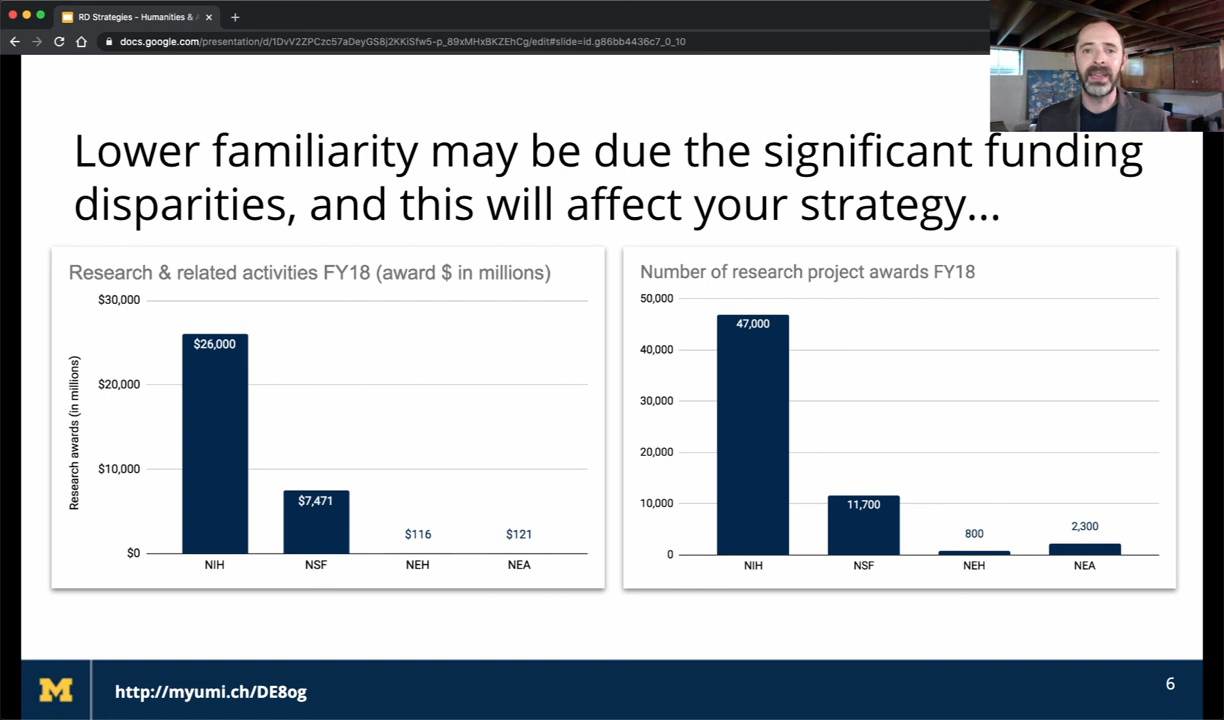 RD Strategies - Humanities & A
docs.google.com/presentation/d/1DvV2ZPCzc57aDeyGS8j2KKiSfw5-p_89xMHxBKZEhCg/edit#slide=id.g86bb4436c7_0_10
Lower familiarity may be due the significant funding
disparities, and this will affect your strategy...
Research & related activities FY18 (award $ in millions)
Research awards (in millions)
$30,000
$20,000
$10,000
$0
$26,000
$7,471
$116
$121
NIH
NSF
NEH
NEA
Number of research project awards FY18
50,000
40,000
30,000
20,000
10,000
0
47,000
11,700
800
2,300
NIH
NSF
NEH
NEA
M
http://myumi.ch/DE8og
6